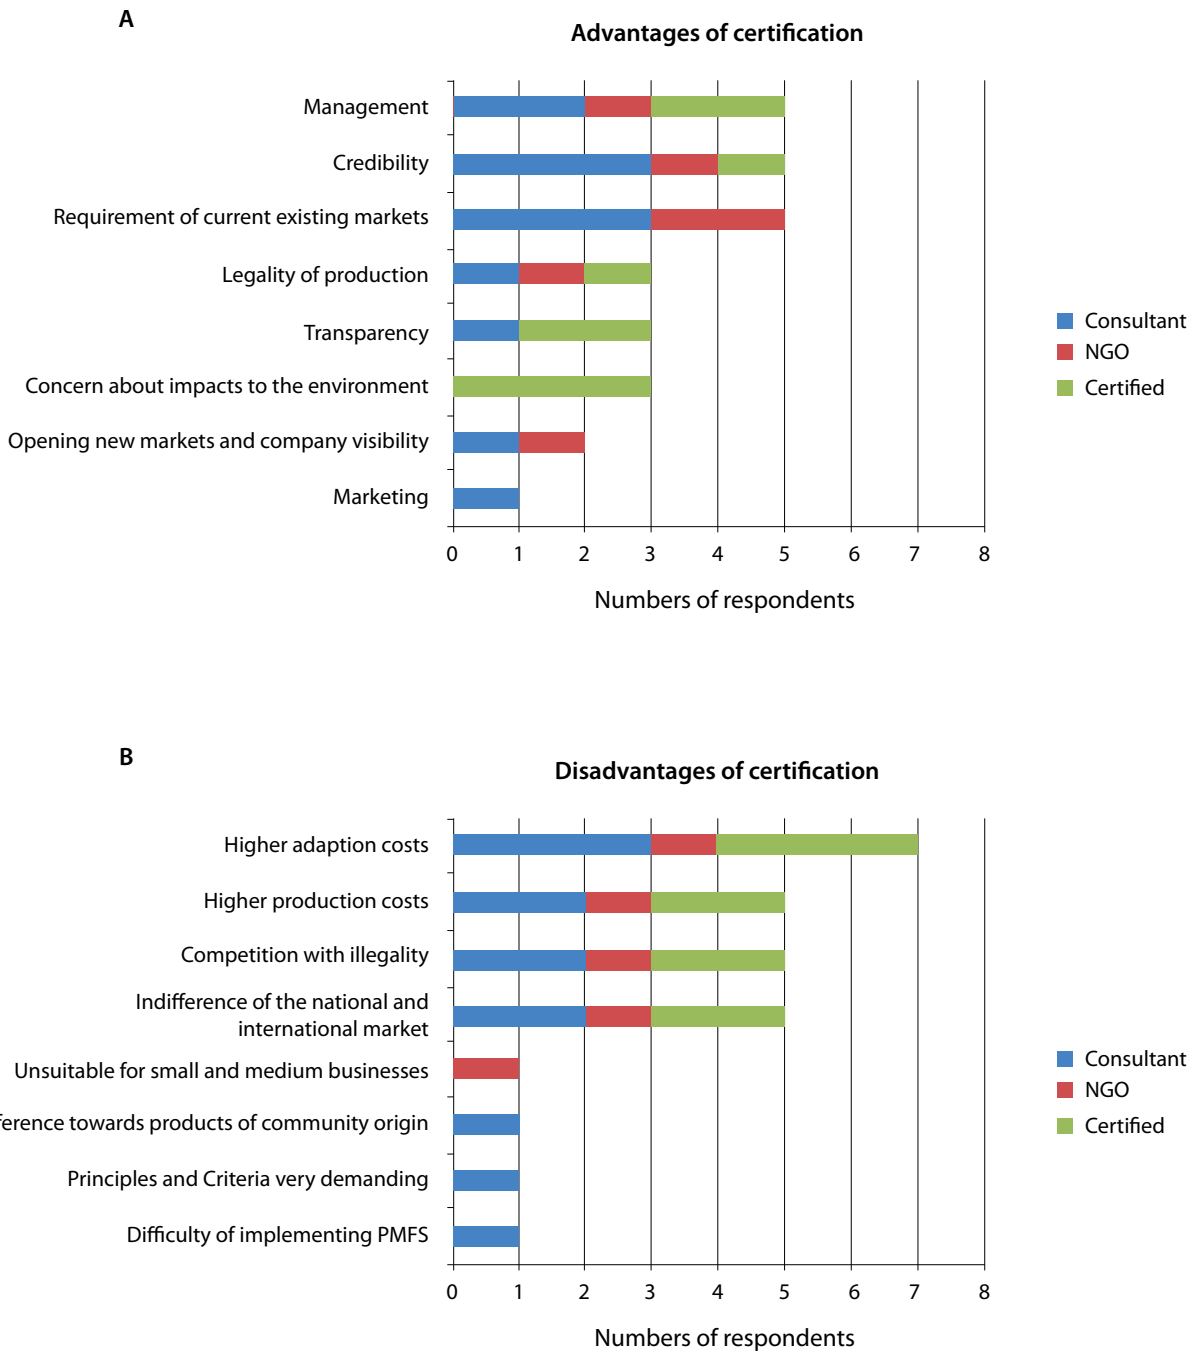 A
Advantages of certification
Management
Credibility
Requirement of current existing markets
Legality of production
Transparency
Concern about impacts to the environment
Opening new markets and company visibility
Marketing
0 1 2 3 4 5 6 7 8
Numbers of respondents
Consultant
NGO
Certified
B
Disadvantages of certification
Higher adaption costs
Higher production costs
Competition with illegality
Indifference of the national and
international market
Unsuitable for small and medium businesses
towards products of community origin
Principles and Criteria very demanding
Difficulty of implementing PMFS
0 1 2 3 4 5 6 7 8
Numbers of respondents
Consultant
NGO
Certified